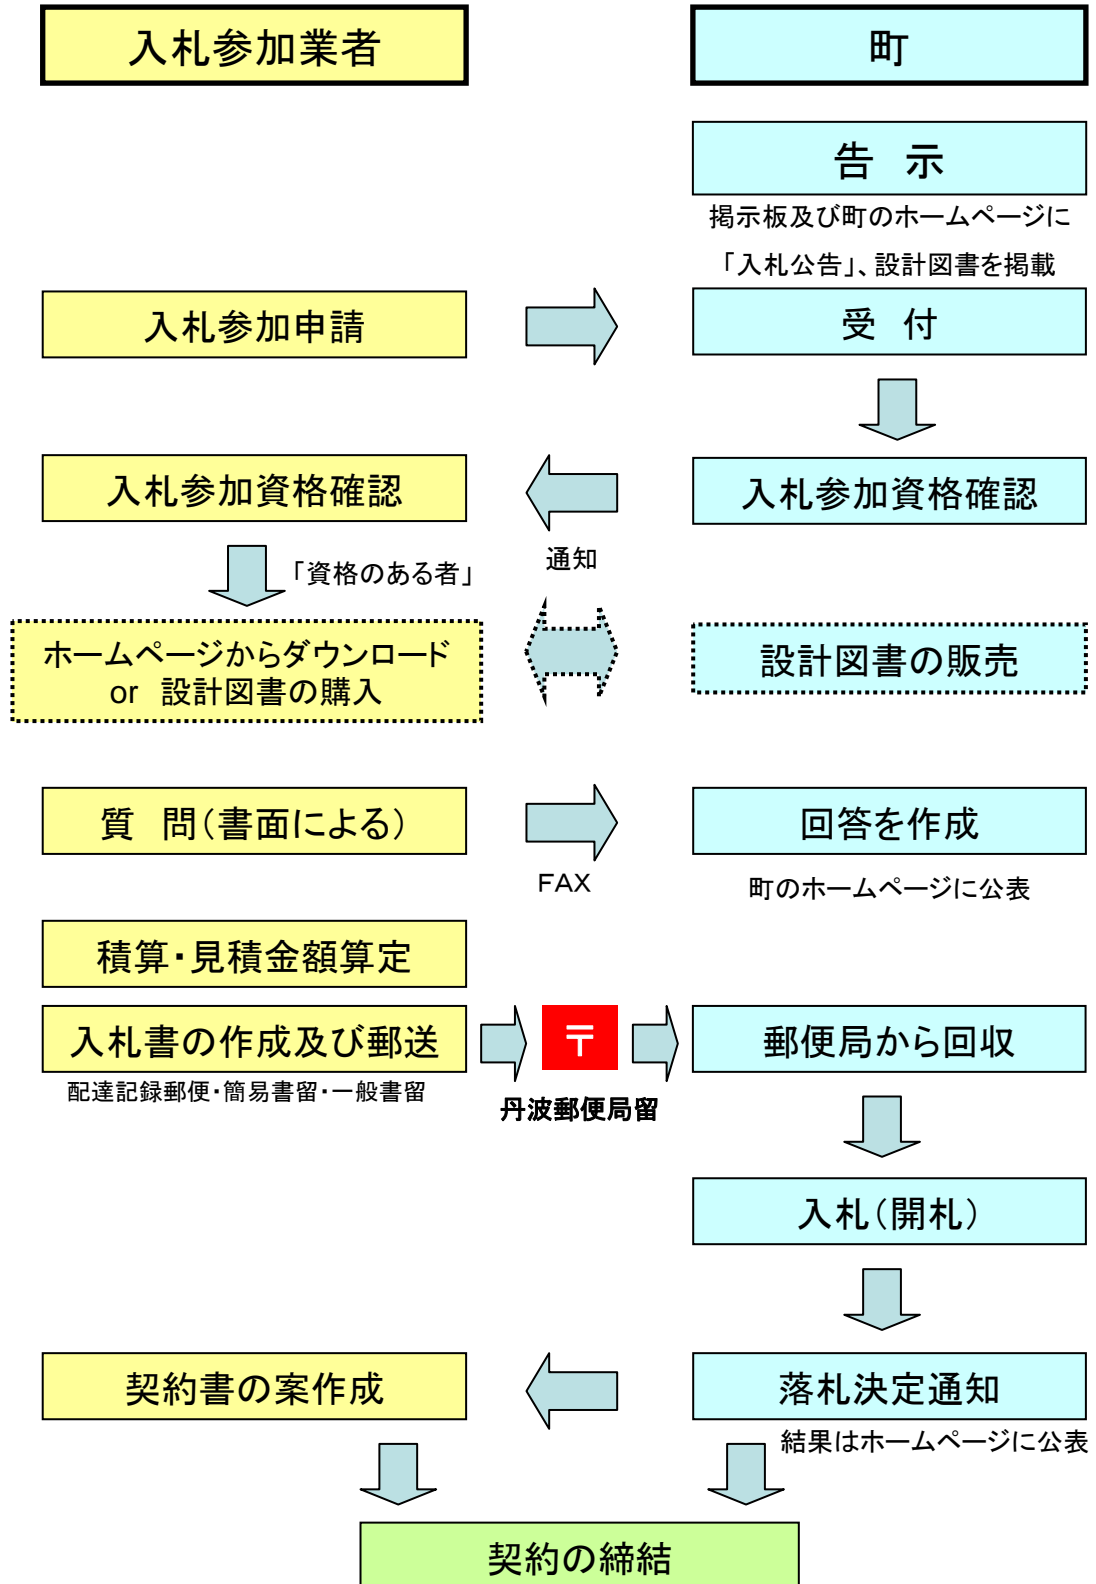 入札参加業者
町
告　示
掲示板及び町のホームページに
「入札公告」、設計図書を掲載
入札参加申請
受　付
入札参加資格確認
通知
入札参加資格確認
「資格のある者」
ホームページからダウンロード
or 設計図書の購入
設計図書の販売
質　問(書面による)
FAX
回答を作成
町のホームページに公表
積算・見積金額算定
入札書の作成及び郵送
配達記録郵便・簡易書留・一般書留
〒
丹波郵便局留
郵便局から回収
入札(開札)
契約書の案作成
落札決定通知
結果はホームページに公表
契約の締結